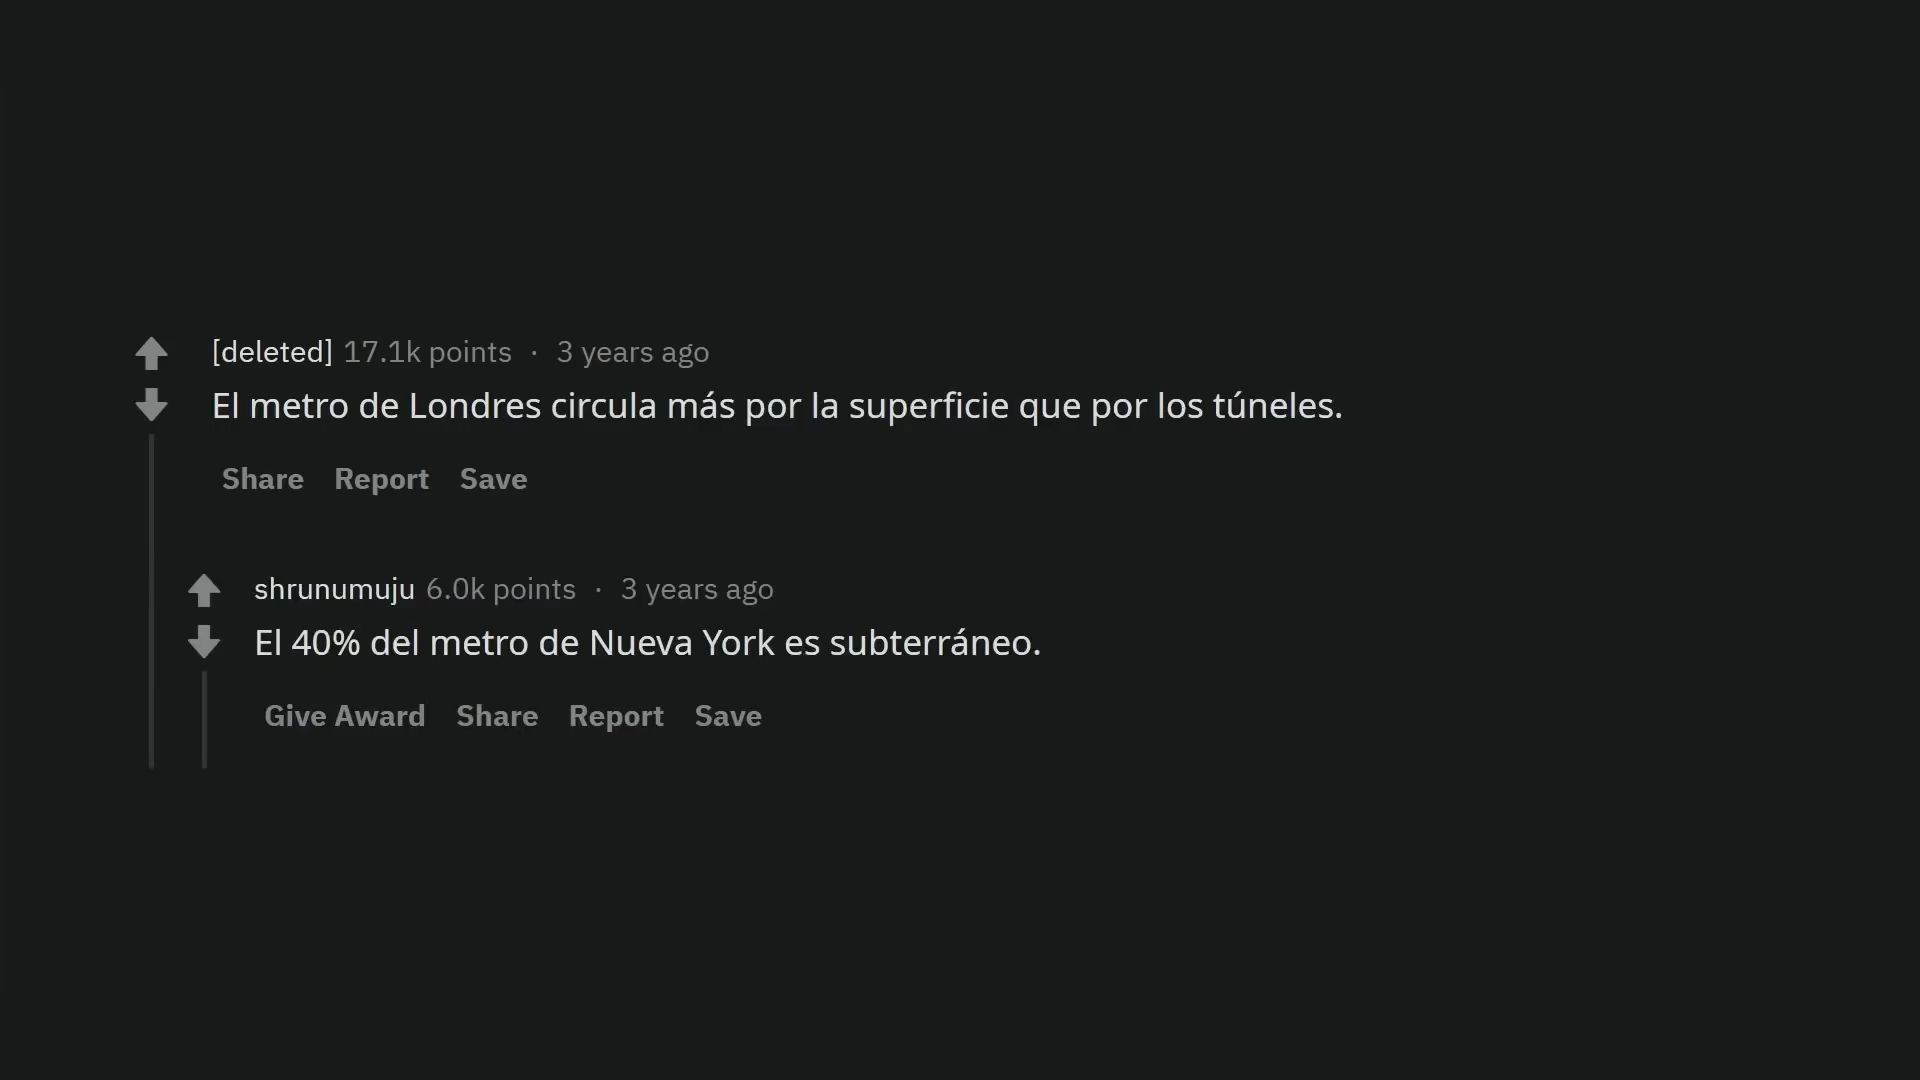 [deleted] 17.1k points · 3 years ago
El metro de Londres circula más por la superficie que por los túneles.
Share Report Save
shrunumuju 6.0k points · 3 years ago
El 40% del metro de Nueva York es subterráneo.
Give Award Share Report Save